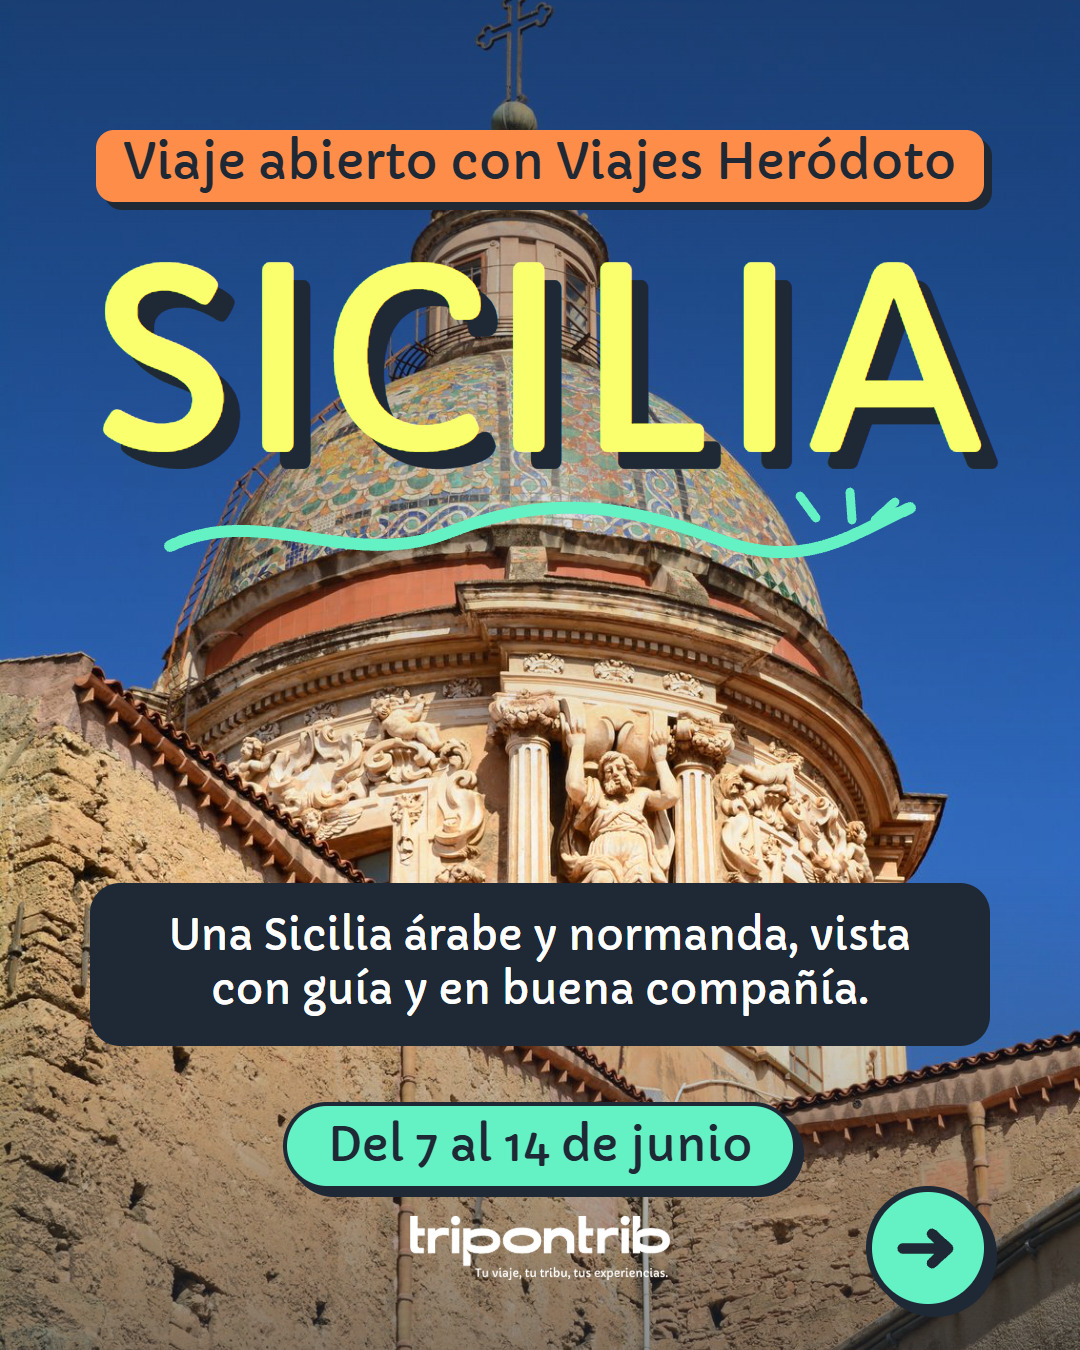 Viaje abierto con Viajes Heródoto
SICILIA
Una Sicilia árabe y normanda, vista
con guía y en buena compañía.
Del 7 al 14 de junio
tripontrib
Tu viaje, tu tribu, tus experiencias.